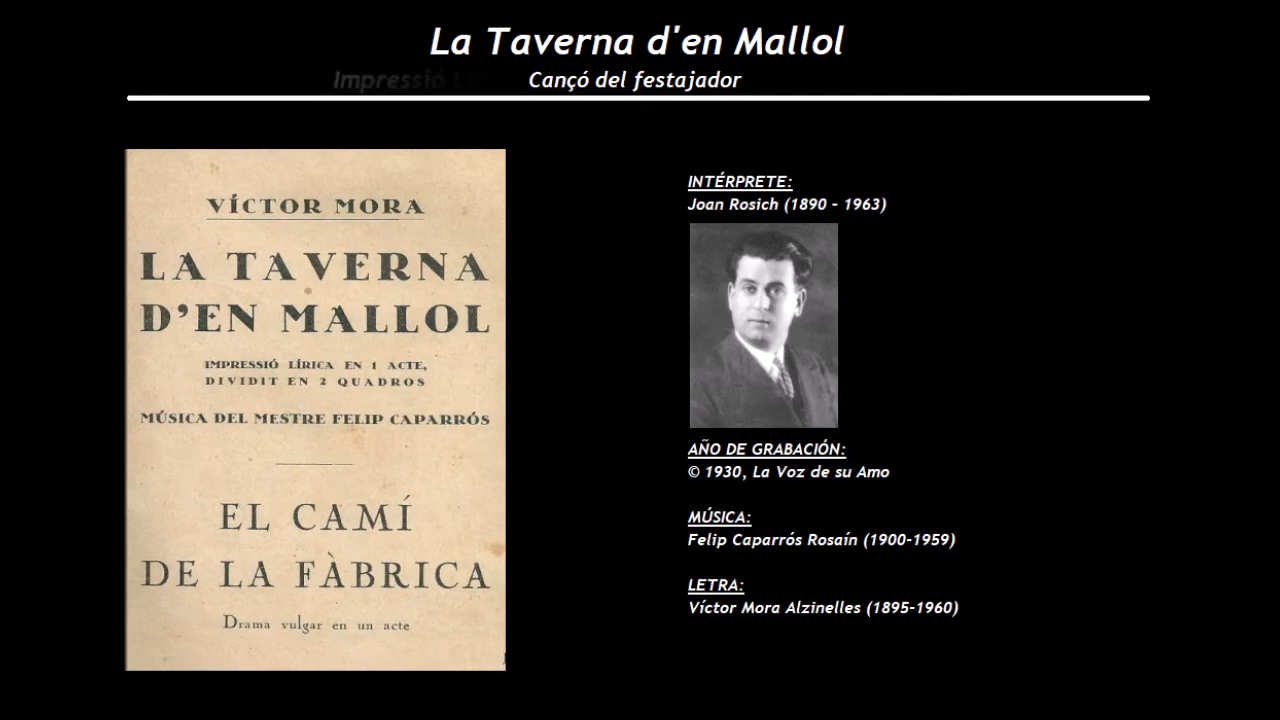 La Taverna d'en Mallol
Impressió
Cançó del festajador
VÍCTOR MORA
LA TAVERNA
D'EN MALLOL
IMPRESSIÓ LÍRICA EN 1 ACTE,
DIVIDIT EN 2 QUADROS
MÚSICA DEL MESTRE FELIP CAPARRÓS
EL CAMÍ
DE LA FÀBRICA
Drama vulgar en un acte
INTÉRPRETE:
Joan Rosich (1890 - 1963)
AÑO DE GRABACIÓN:
© 1930, La Voz de su Amo
MÚSICA:
Felip Caparrós Rosaín (1900-1959)
LETRA:
Víctor Mora Alzinelles (1895-1960)